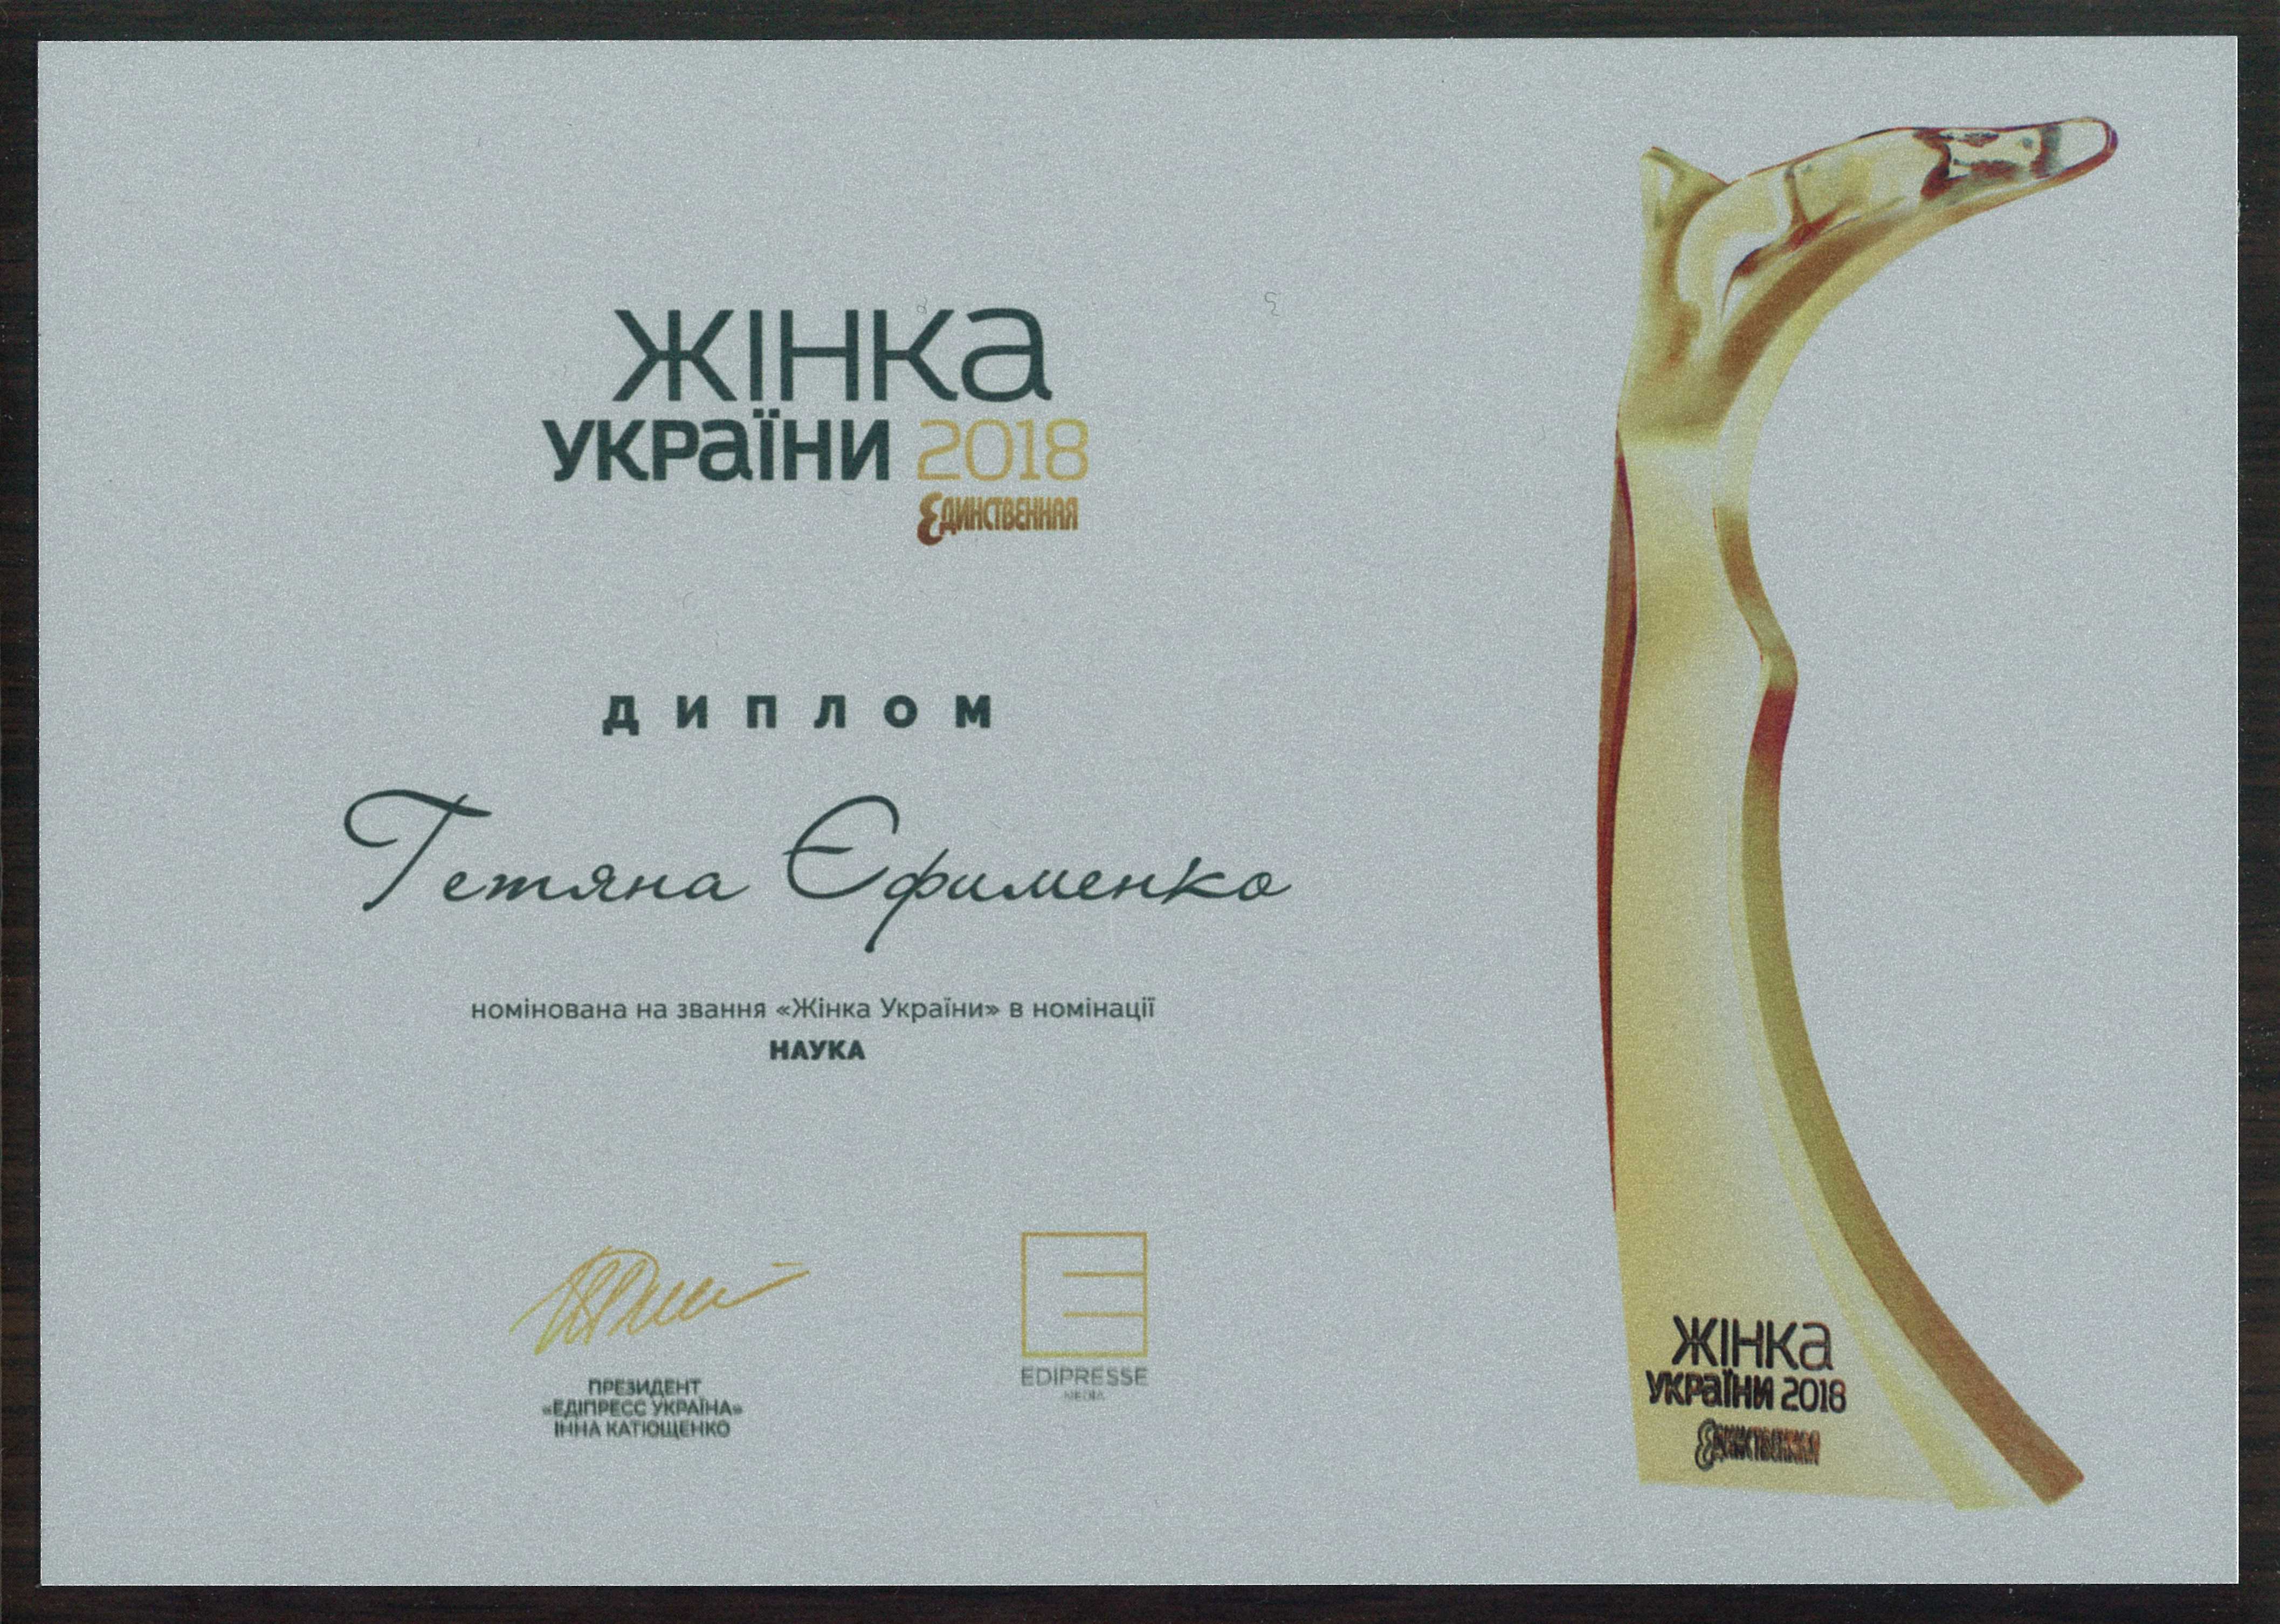 ЖІНКА
УКРАЇНИ 2018
ЕДИНСТВЕННАЯ
ДИПЛОМ
Тетяна Єфименко
номінована на звання «Жінка України» в номінації
НАУКА
ПРЕЗИДЕНТ
«ЕДІПРЕСС УКРАЇНА»
ІННА КАТЮЩЕНКО
EDIPRESSE
MEDIA
ЖІНКА
УКРАЇНИ 2018
ЕДИНСТВЕННАЯ